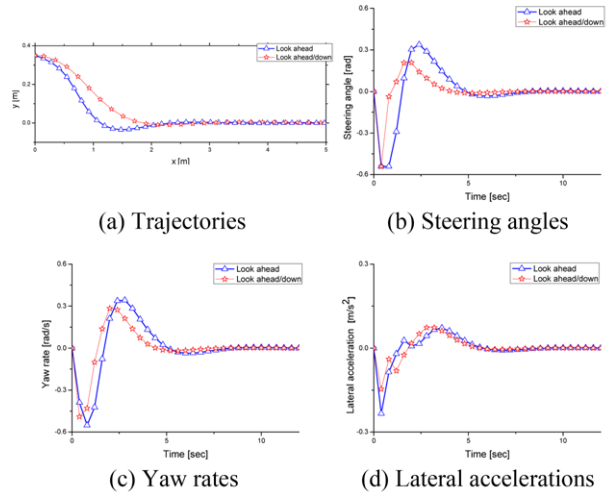 0.4
0.0
y [m]
0 1 2 3 4 5
x [m]
Look ahead
Look ahead/down
(a) Trajectories
0.6
0.3
0.0
-0.3
-0.6
Steering angle [rad]
0 5 10
Time [sec]
Look ahead
Look ahead/down
(b) Steering angles
0.6
0.3
0.0
-0.3
-0.6
Yaw rate [rad/s]
0 5 10
Time [sec]
Look ahead
Look ahead/down
(c) Yaw rates
0.3
0.0
-0.3
Lateral acceleration [m/s²]
0 5 10
Time [sec]
Look ahead
Look ahead/down
(d) Lateral accelerations